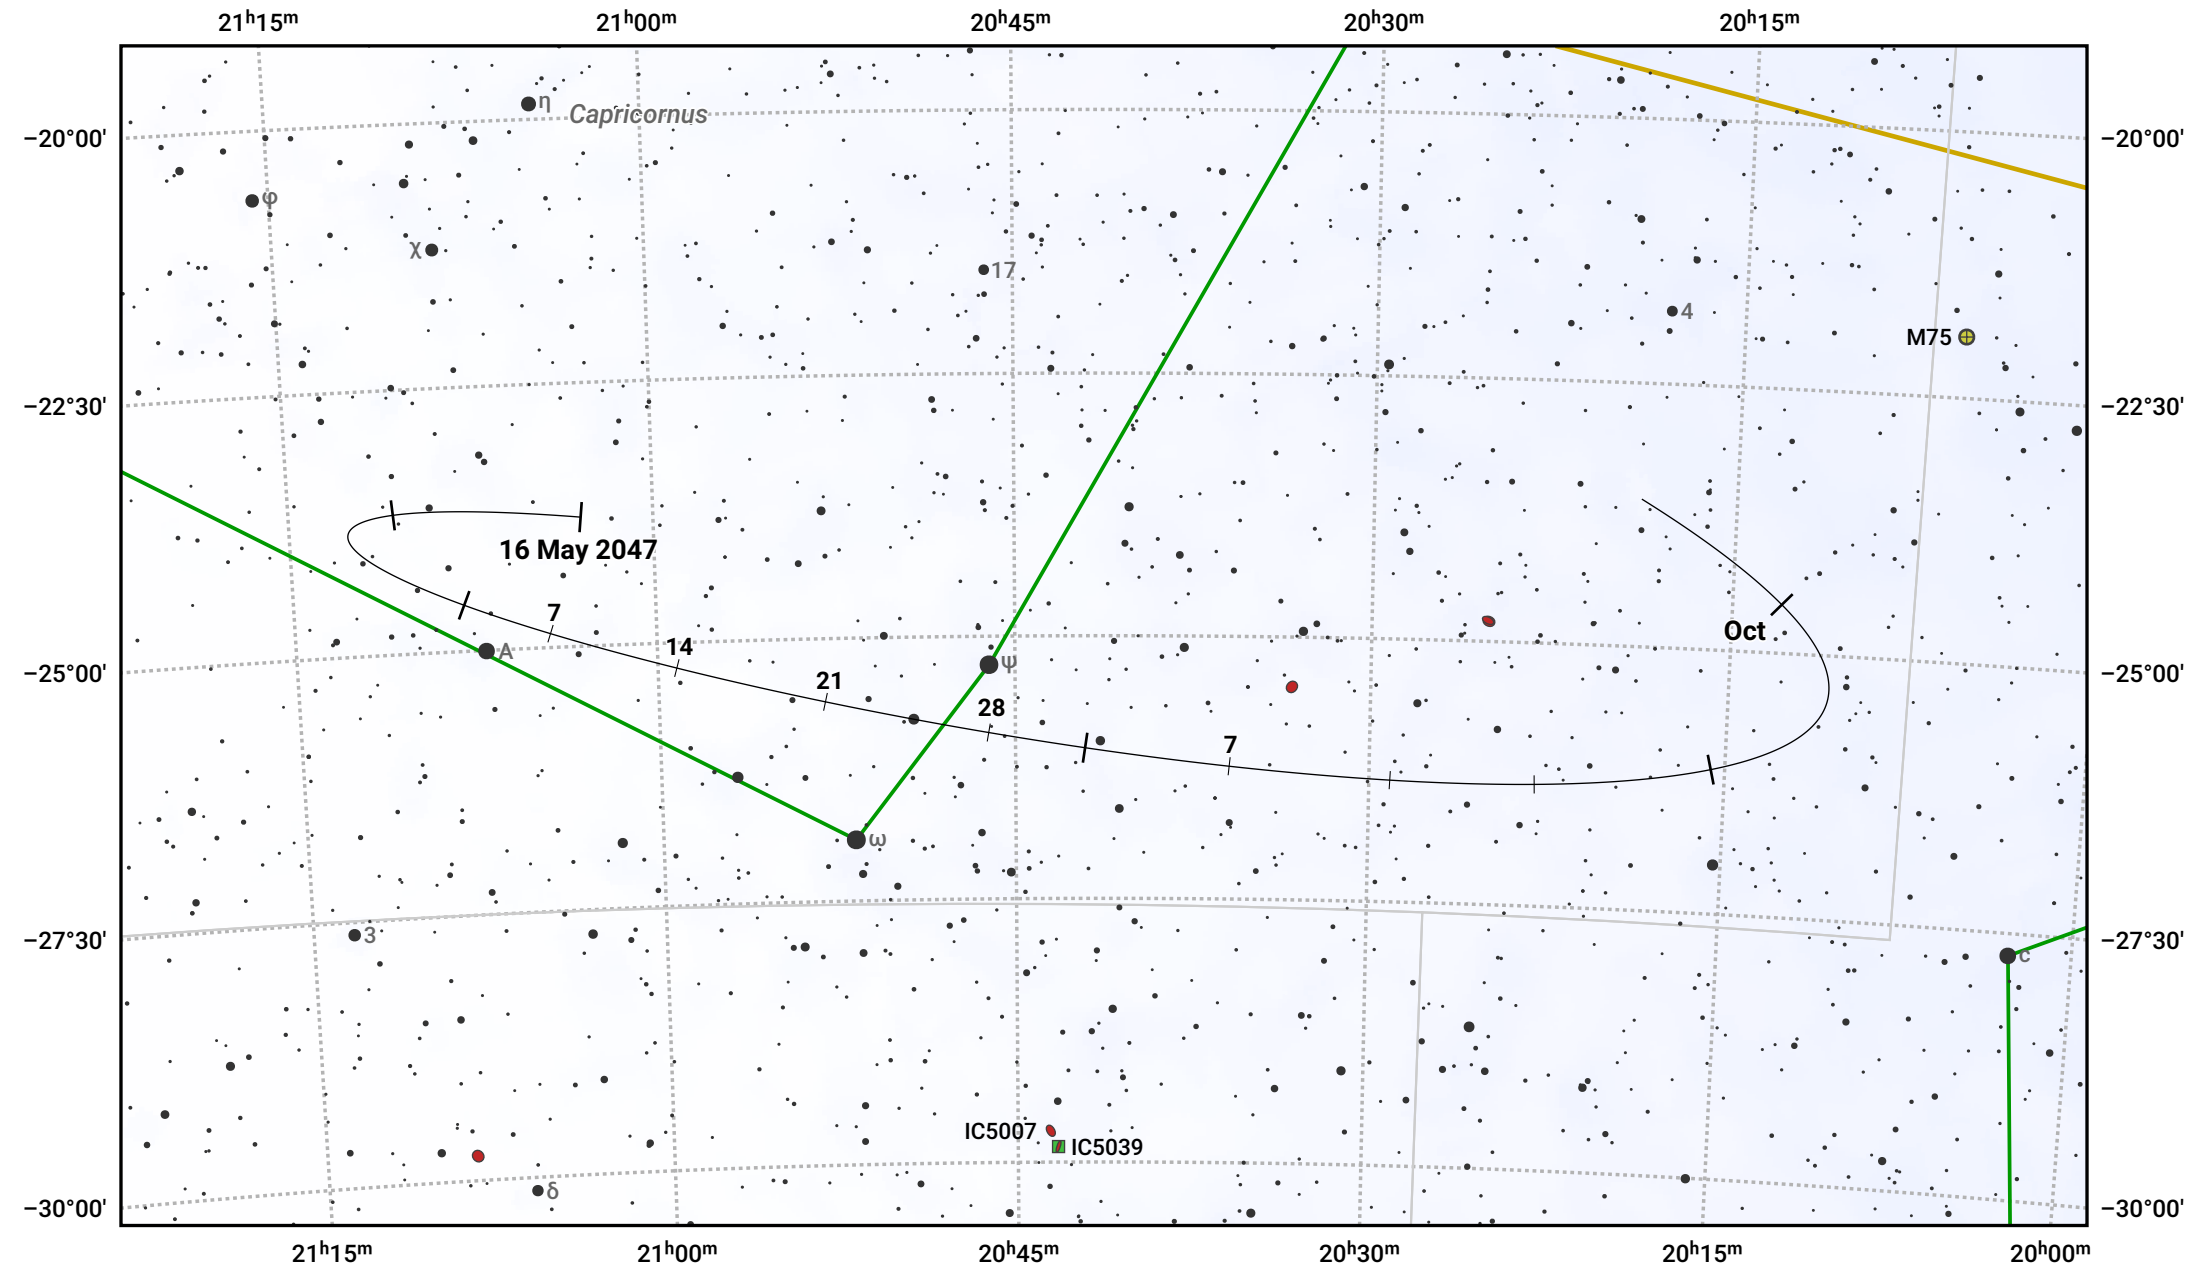 21ʰ15ᵐ 21ʰ00ᵐ 20ʰ45ᵐ 20ʰ30ᵐ 20ʰ15ᵐ
η
Capricornus
−20°00' −20°00'
φ
χ
17
4
M75
−22°30' −22°30'
16 May 2047
7
Oct
14
A
ψ
−25°00' −25°00'
21
28
7
ω
3
−27°30' −27°30'
c
IC5007
IC5039
δ
−30°00' −30°00'
21ʰ15ᵐ 21ʰ00ᵐ 20ʰ45ᵐ 20ʰ30ᵐ 20ʰ15ᵐ 20ʰ00ᵐ